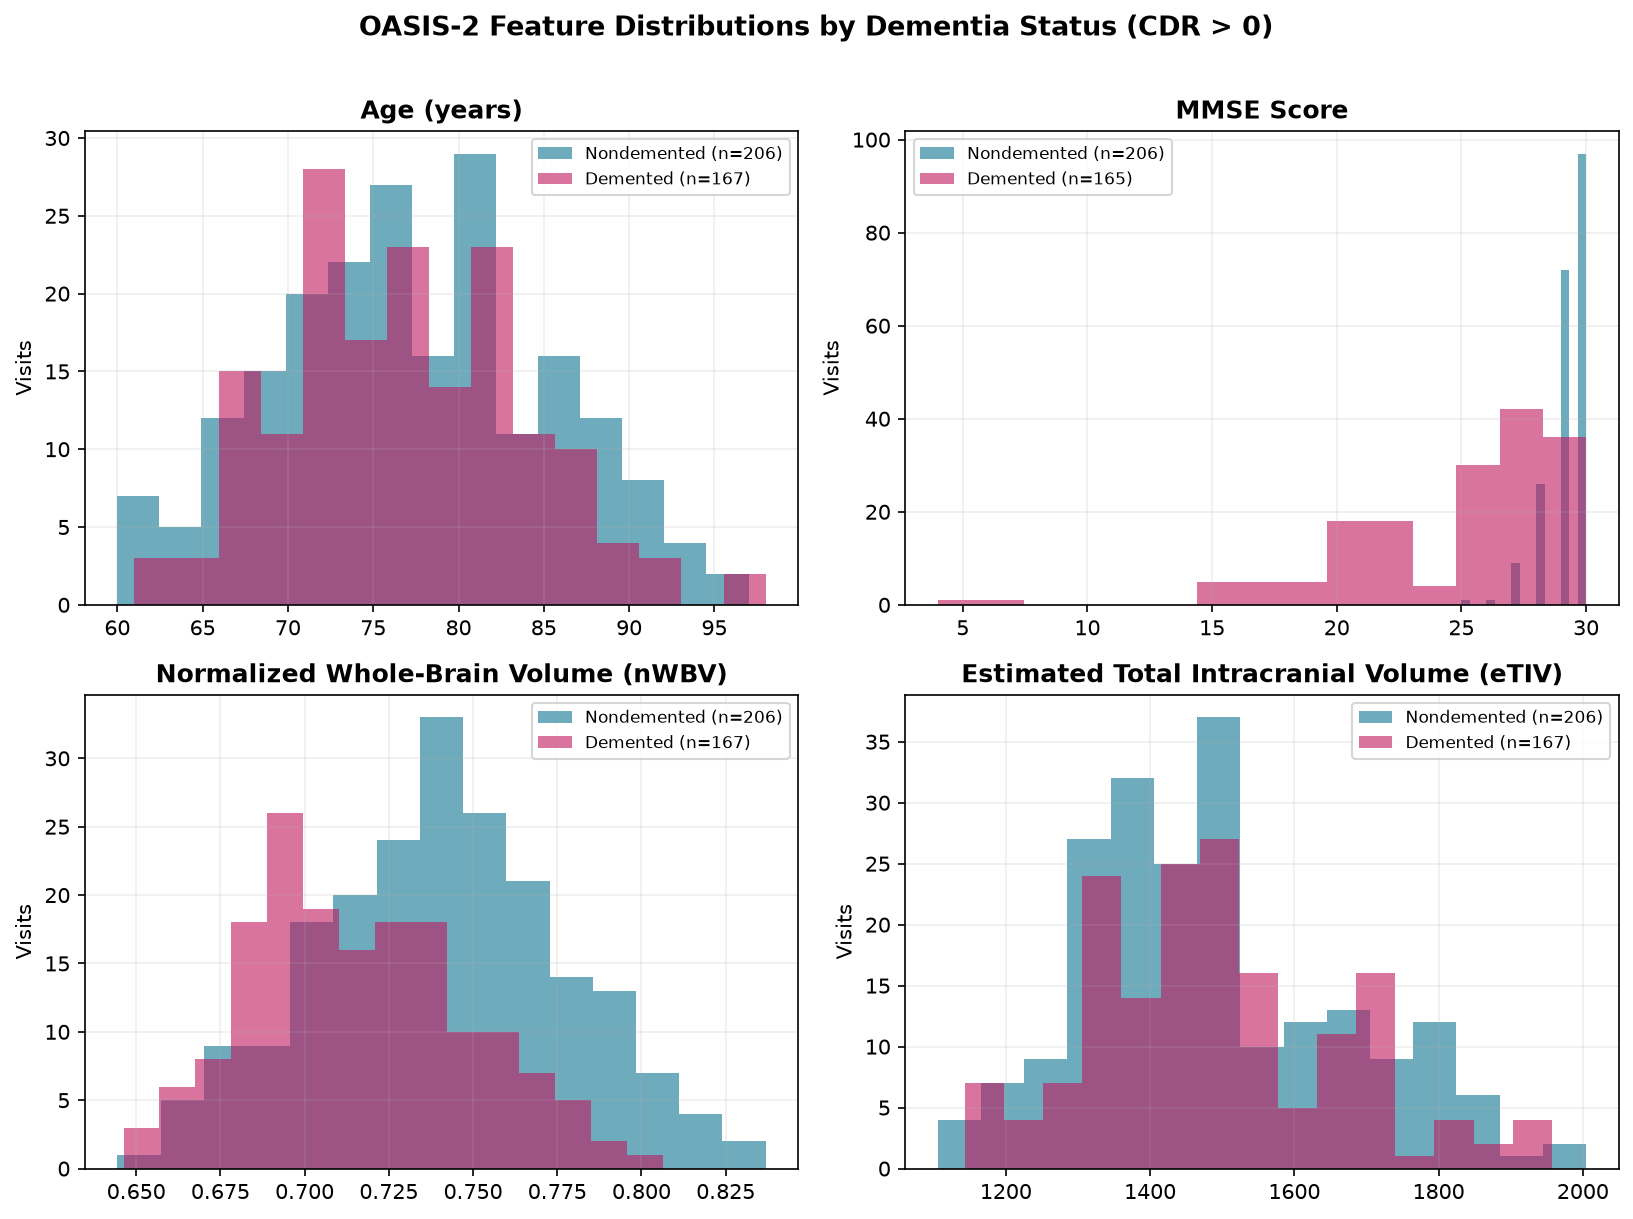 OASIS-2 Feature Distributions by Dementia Status (CDR > 0)
Age (years)
Nondemented (n=206)
Demented (n=167)
Visits
30
25
20
15
10
5
0
60 65 70 75 80 85 90 95
MMSE Score
Nondemented (n=206)
Demented (n=165)
Visits
100
80
60
40
20
0
5 10 15 20 25 30
Normalized Whole-Brain Volume (nWBV)
Nondemented (n=206)
Demented (n=167)
Visits
30
25
20
15
10
5
0
0.650 0.675 0.700 0.725 0.750 0.775 0.800 0.825
Estimated Total Intracranial Volume (eTIV)
Nondemented (n=206)
Demented (n=167)
Visits
35
30
25
20
15
10
5
0
1200 1400 1600 1800 2000